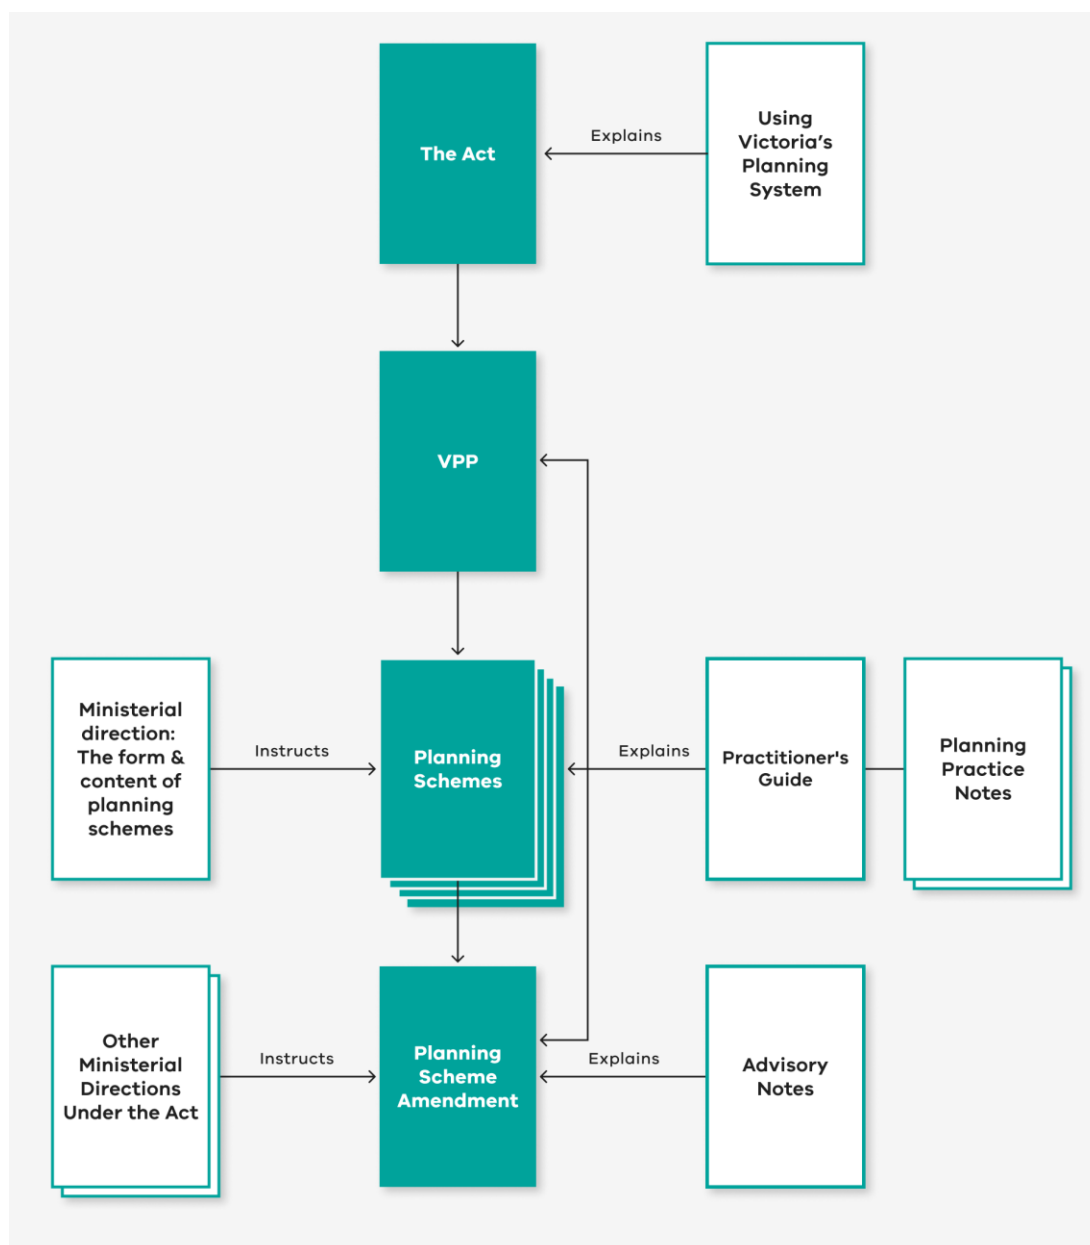 The Act
Explains
Using
Victoria’s
Planning
System
VPP
Ministerial
direction:
The form &
content of
planning
schemes
Instructs
Planning
Schemes
Explains
Practitioner's
Guide
Planning
Practice
Notes
Other
Ministerial
Directions
Under the Act
Instructs
Planning
Scheme
Amendment
Explains
Advisory
Notes